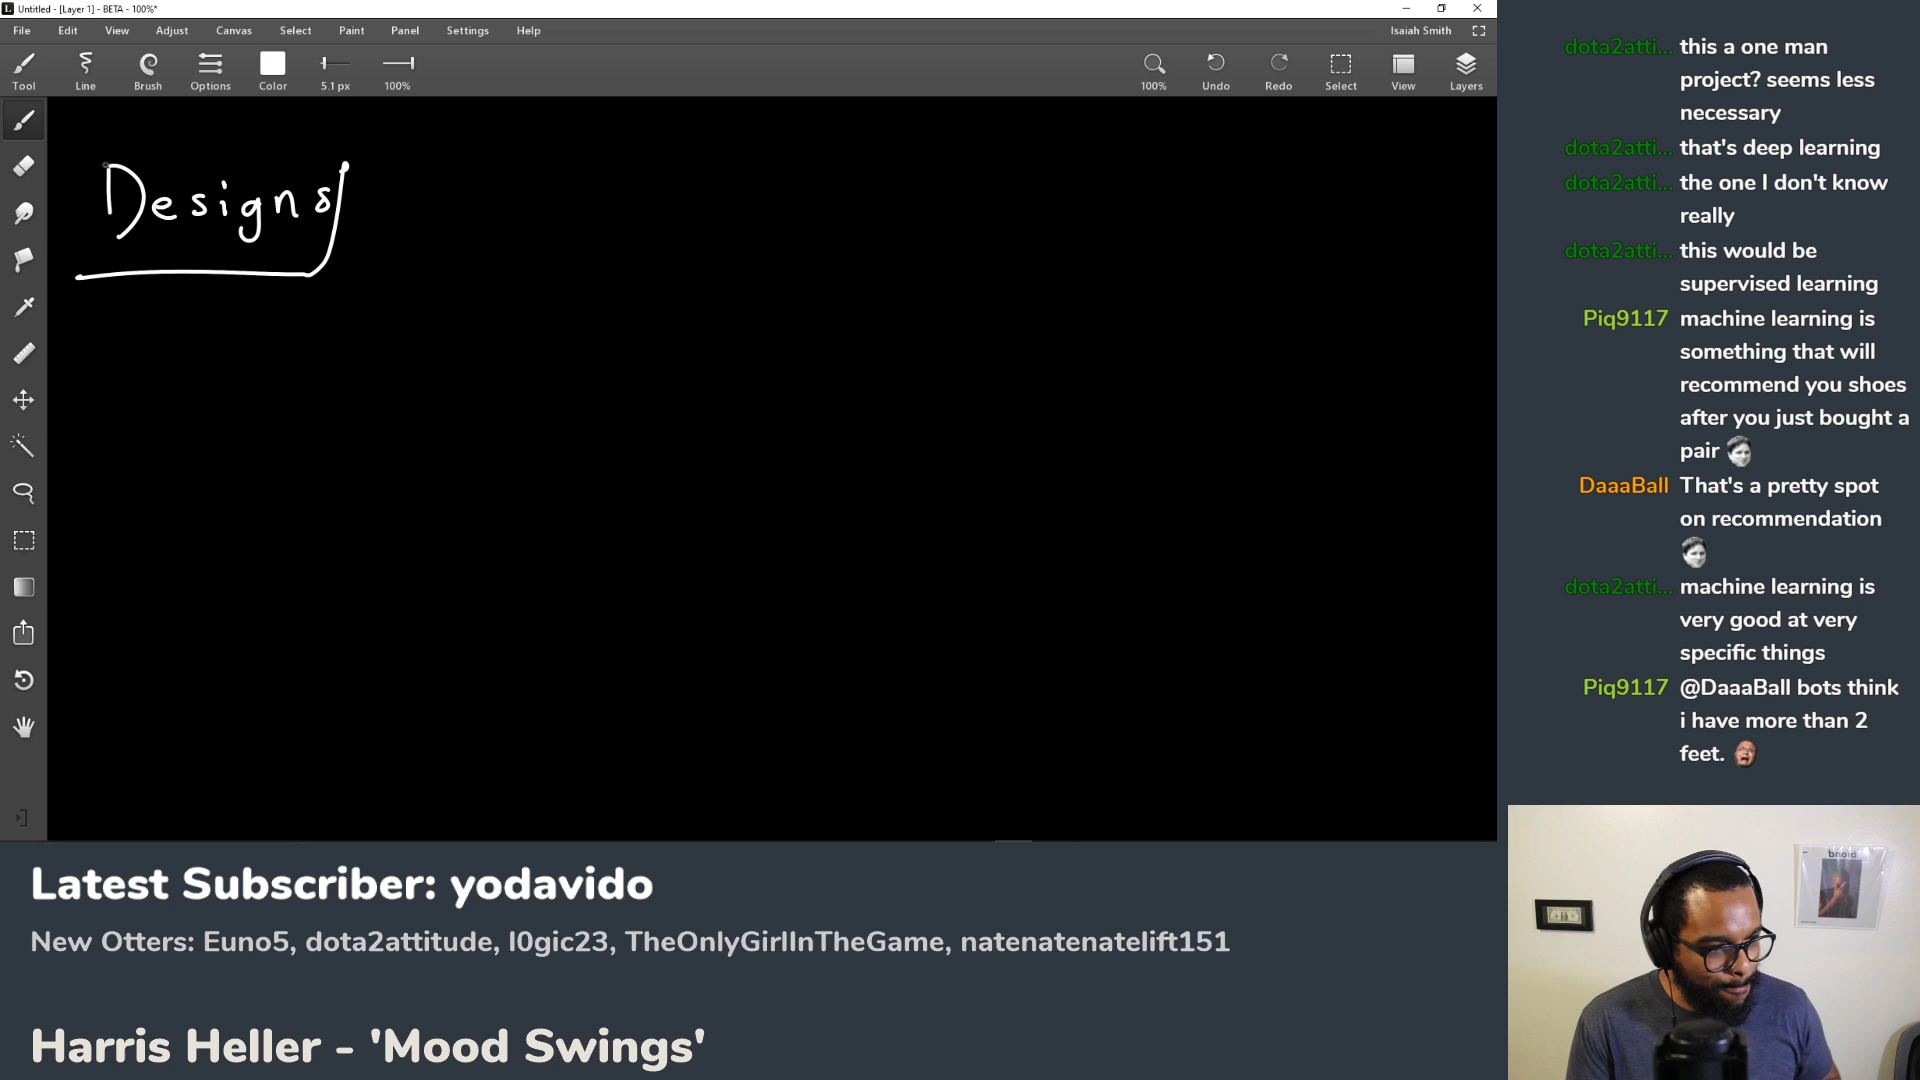 Untitled - [Layer 1] - BETA - 100%*
File Edit View Adjust Canvas Select Paint Panel Settings Help Isaiah Smith
Tool Line Brush Options Color 5.1 px 100% 100% Undo Redo Select View Layers
Designs
dota2atti... this a one man
project? seems less
necessary
dota2atti... that's deep learning
dota2atti... the one I don't know
really
dota2atti... this would be
supervised learning
Piq9117 machine learning is
something that will
recommend you shoes
after you just bought a
pair
DaaaBall That's a pretty spot
on recommendation
dota2atti... machine learning is
very good at very
specific things
Piq9117 @DaaaBall bots think
i have more than 2
feet.
Latest Subscriber: yodavido
New Otters: Euno5, dota2attitude, l0gic23, TheOnlyGirlInTheGame, natenatenatelift151
Harris Heller - 'Mood Swings'